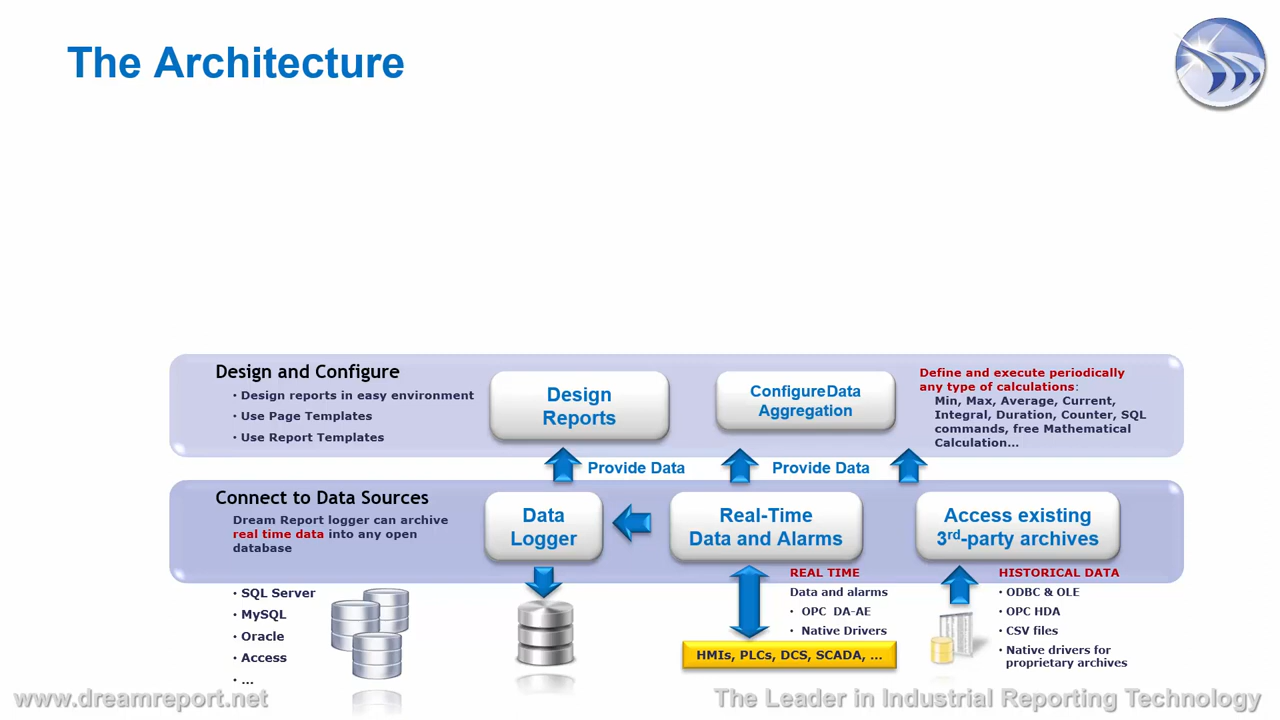 The Architecture
Design and Configure
• Design reports in easy environment
• Use Page Templates
• Use Report Templates
Design
Reports
ConfigureData
Aggregation
Define and execute periodically
any type of calculations:
Min, Max, Average, Current,
Integral, Duration, Counter, SQL
commands, free Mathematical
Calculation...
Provide Data
Provide Data
Connect to Data Sources
Dream Report logger can archive
real time data into any open
database
Data
Logger
Real-Time
Data and Alarms
Access existing
3rd-party archives
• SQL Server
• MySQL
• Oracle
• Access
• ...
REAL TIME
Data and alarms
• OPC DA-AE
• Native Drivers
HMIs, PLCs, DCS, SCADA, ...
HISTORICAL DATA
• ODBC & OLE
• OPC HDA
• CSV files
• Native drivers for
proprietary archives
www.dreamreport.net
The Leader in Industrial Reporting Technology